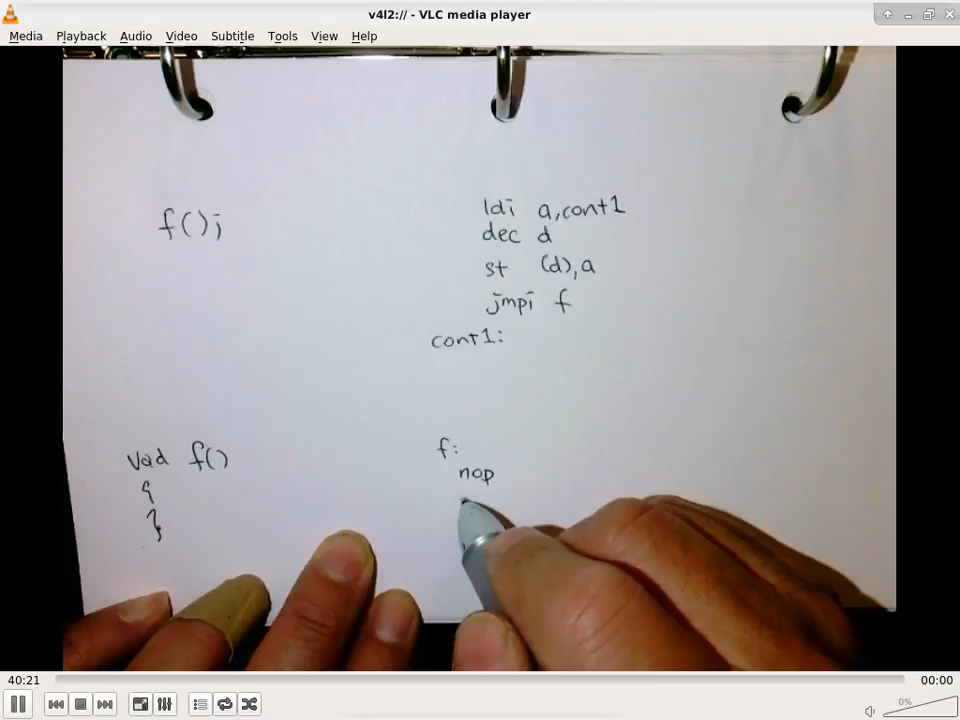 v4l2:// - VLC media player
Media Playback Audio Video Subtitle Tools View Help
f();
ldi a,cont1
dec d
st (d),a
jmpi f
cont1:
void f()
{
}
f:
nop
40:21
00:00
0%